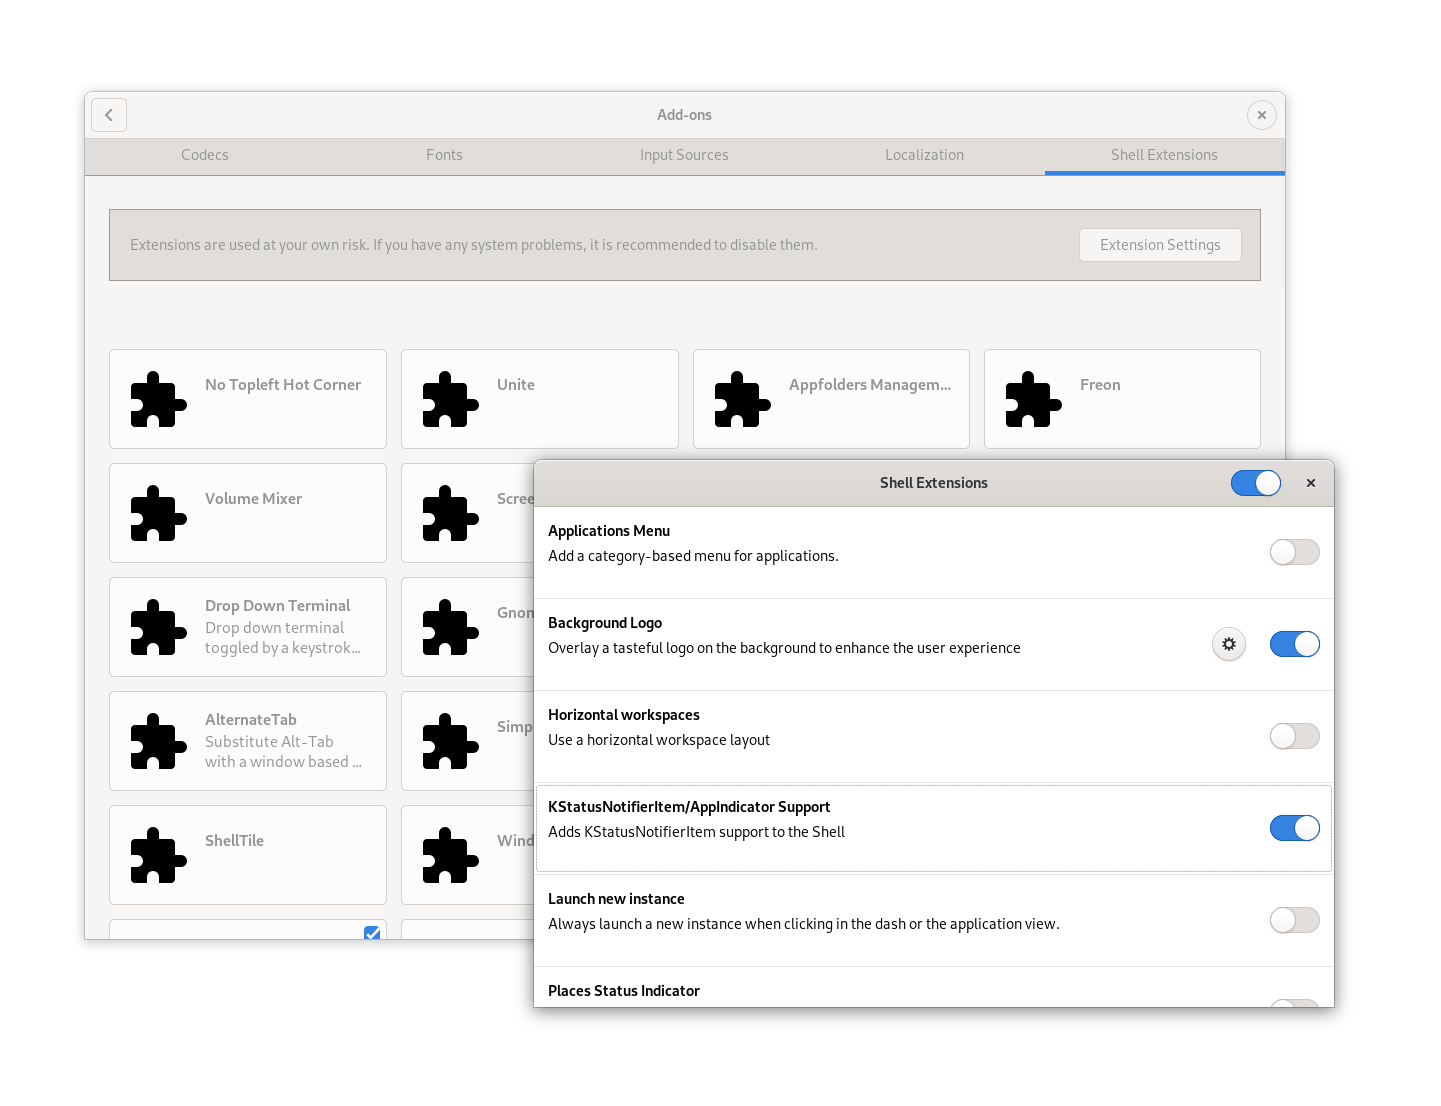 Add-ons
Codecs
Fonts
Input Sources
Localization
Shell Extensions
Extensions are used at your own risk. If you have any system problems, it is recommended to disable them.
Extension Settings
No Topleft Hot Corner
Unite
Appfolders Managem...
Freon
Volume Mixer
Scree
Drop Down Terminal
Drop down terminal
toggled by a keystrok...
Gnom
AlternateTab
Substitute Alt-Tab
with a window based ...
Simp
ShellTile
Wind
Shell Extensions
Applications Menu
Add a category-based menu for applications.
Background Logo
Overlay a tasteful logo on the background to enhance the user experience
Horizontal workspaces
Use a horizontal workspace layout
KStatusNotifierItem/AppIndicator Support
Adds KStatusNotifierItem support to the Shell
Launch new instance
Always launch a new instance when clicking in the dash or the application view.
Places Status Indicator